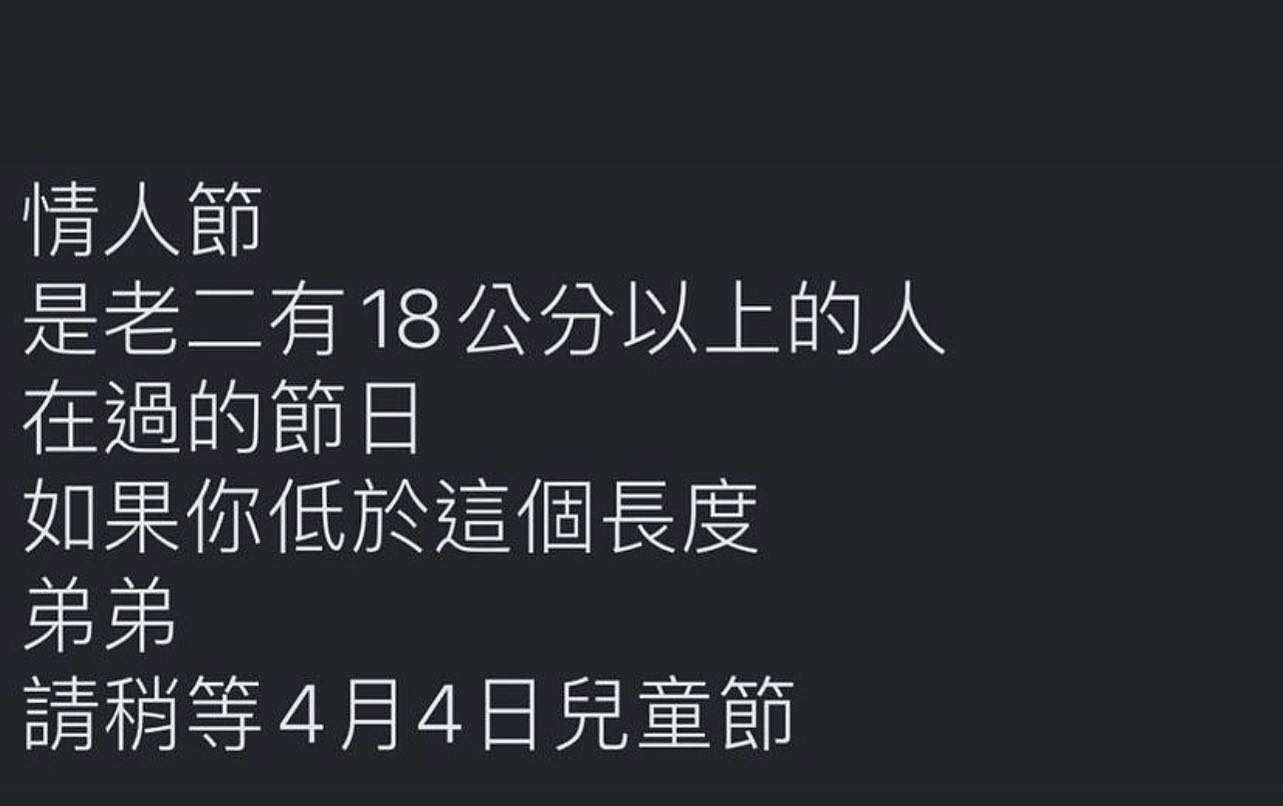 情人節
是老二有18公分以上的人
在過的節日
如果你低於這個長度
弟弟
請稍等4月4日兒童節